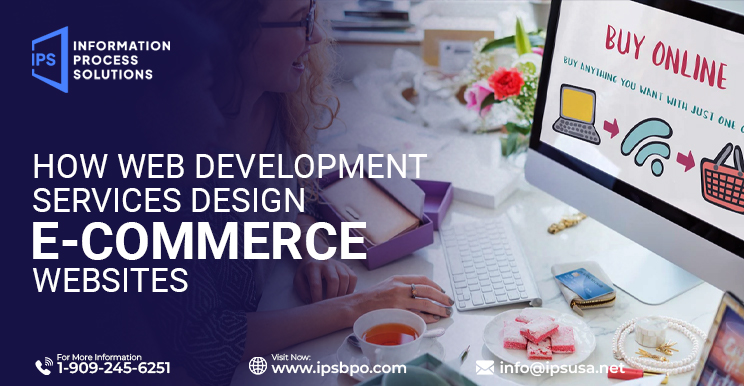 IPS
INFORMATION
PROCESS
SOLUTIONS
BUY ONLINE
BUY ANYTHING YOU WANT WITH JUST ONE
HOW WEB DEVELOPMENT
SERVICES DESIGN
E-COMMERCE
WEBSITES
For More Information
1-909-245-6251
Visit Now:
www.ipsbpo.com
info@ipsusa.net